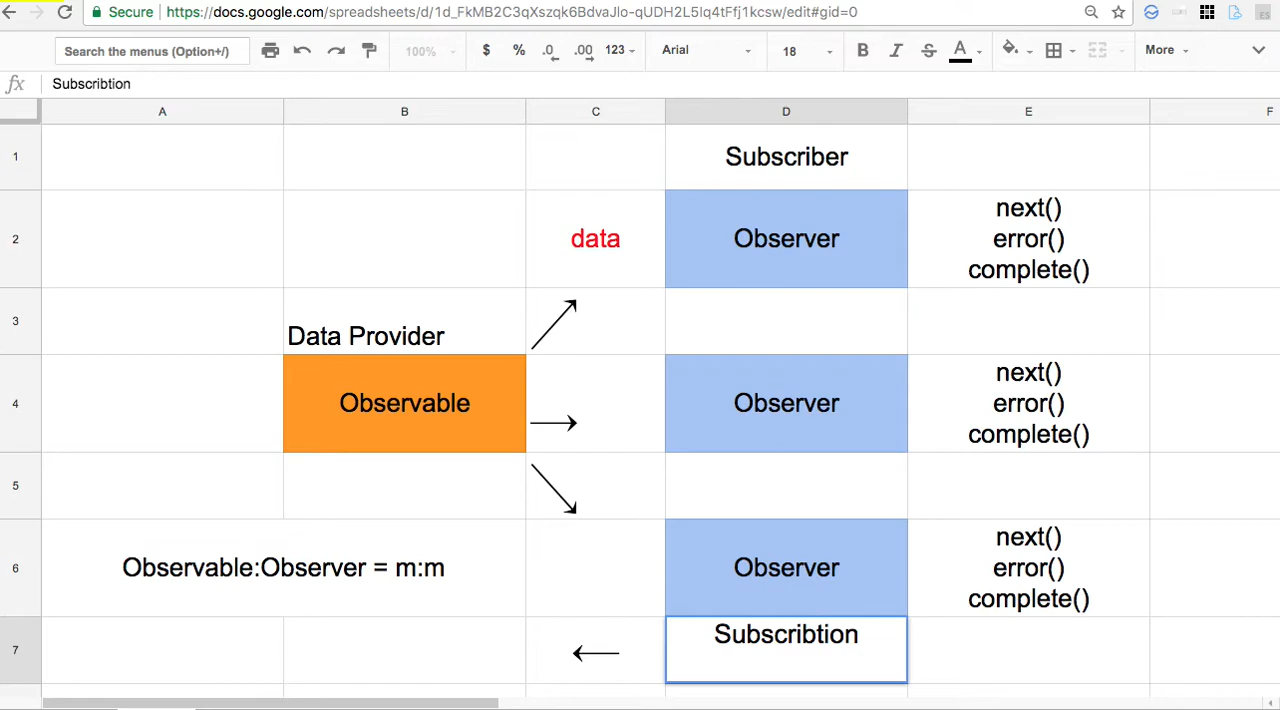 Secure https://docs.google.com/spreadsheets/d/1d_FkMB2C3qXszqk6BdvaJlo-qUDH2L5Iq4tFfj1kcsw/edit#gid=0
Search the menus (Option+/) 100% $ % .0 .00 123 Arial 18 B I S A More
fx Subscribtion
A B C D E F
1 Subscriber
next()
2 data Observer error()
complete()
3 Data Provider
next()
4 Observable Observer error()
complete()
5
next()
6 Observable:Observer = m:m Observer error()
complete()
Subscribtion
7